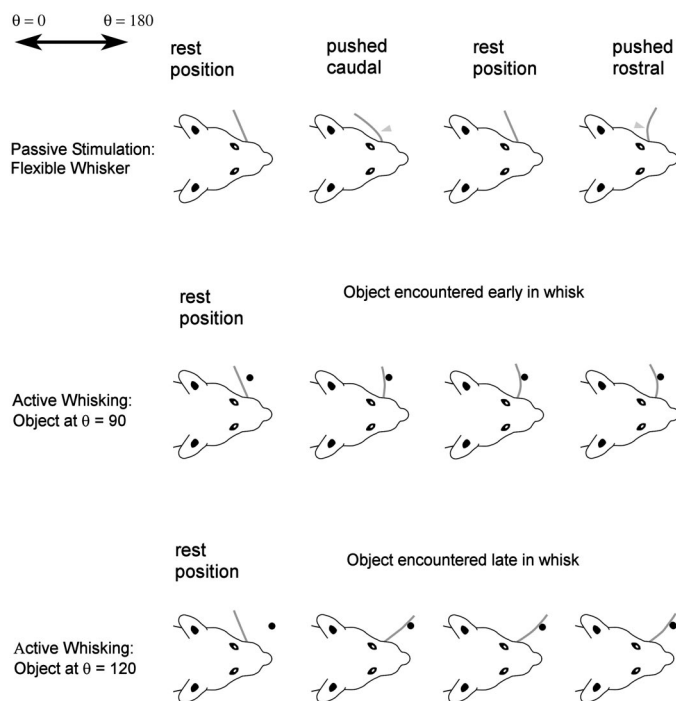 θ = 0 θ = 180
rest
position
pushed
caudal
rest
position
pushed
rostral
Passive Stimulation:
Flexible Whisker
rest
position
Object encountered early in whisk
Active Whisking:
Object at θ = 90
rest
position
Object encountered late in whisk
Active Whisking:
Object at θ = 120